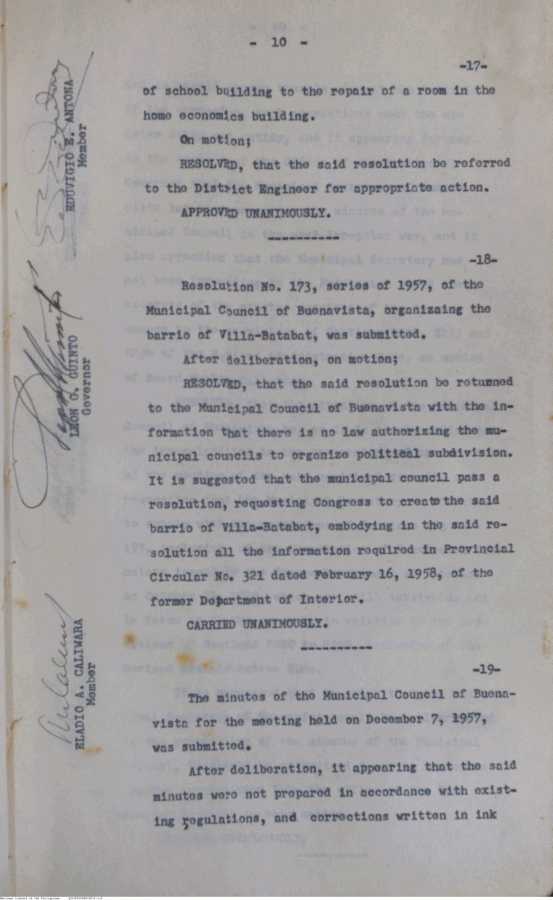 - 10 -
-17-
of school building to the repair of a room in the
home economics building.
On motion;
RESOLVED, that the said resolution be referred
to the District Engineer for appropriate action.
APPROVED UNANIMOUSLY.
-----------
-18-
Resolution No. 173, series of 1957, of the
Municipal Council of Buenavista, organizaing the
barrio of Villa-Batabat, was submitted.
After deliberation, on motion;
RESOLVED, that the said resolution be returned
to the Municipal Council of Buenavista with the in-
formation that there is no law authorizing the mu-
nicipal councils to organize political subdivision.
It is suggested that the municipal council pass a
resolution, requesting Congress to create the said
barrio of Villa-Batabat, embodying in the said re-
solution all the information required in Provincial
Circular No. 321 dated February 16, 1958, of the
former Department of Interior.
CARRIED UNANIMOUSLY.
-----------
-19-
The minutes of the Municipal Council of Buena-
vista for the meeting held on December 7, 1957,
was submitted.
After deliberation, it appearing that the said
minutes were not prepared in accordance with exist-
ing regulations, and corrections written in ink
EDUVIGIO E. ANTONA
Member
LEON G. GUINTO
Governor
ELADIO A. CALIWARA
Member